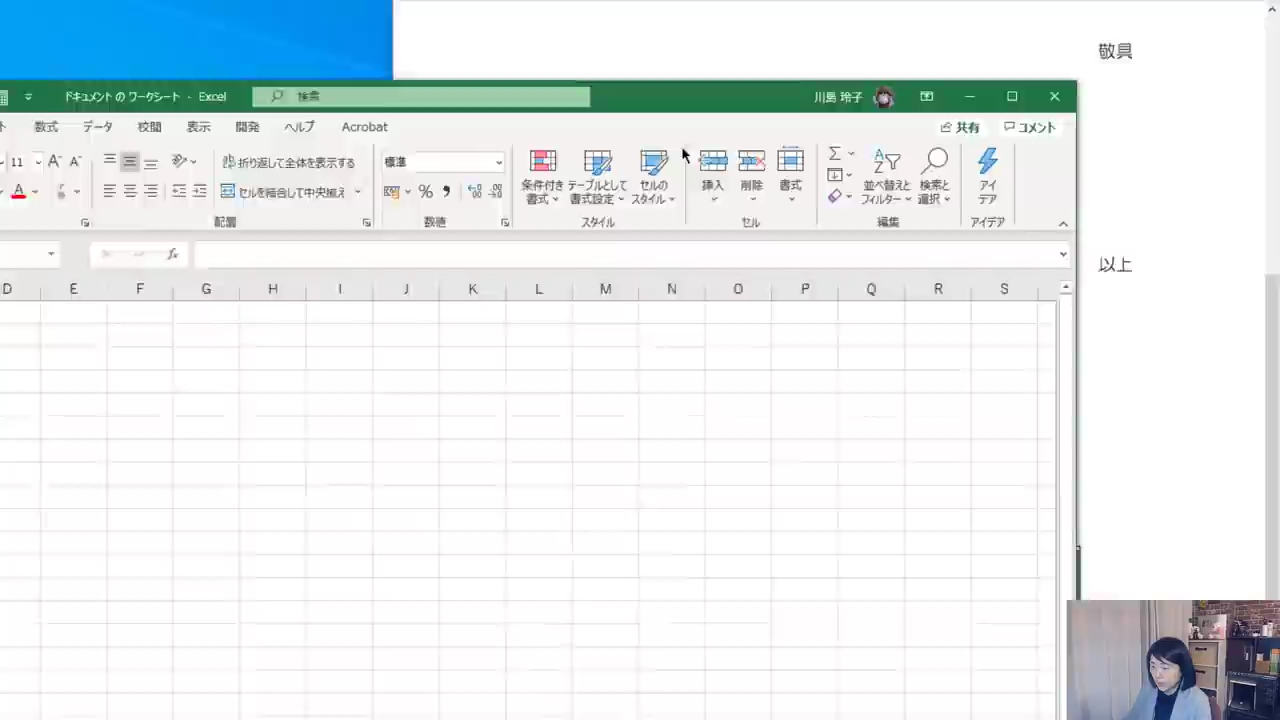 敬具
ドキュメント の ワークシート - Excel
検索
川島 玲子
数式 データ 校閲 表示 開発 ヘルプ Acrobat
共有 コメント
11 A A 折り返して全体を表示する 標準
A セルを結合して中央揃え % 9
条件付き書式 テーブルとして書式設定 セルのスタイル 挿入 削除 書式 並べ替えとフィルター 検索と選択 アイデア
配置 数値 スタイル セル 編集 アイデア
fx
以上
D E F G H I J K L M N O P Q R S